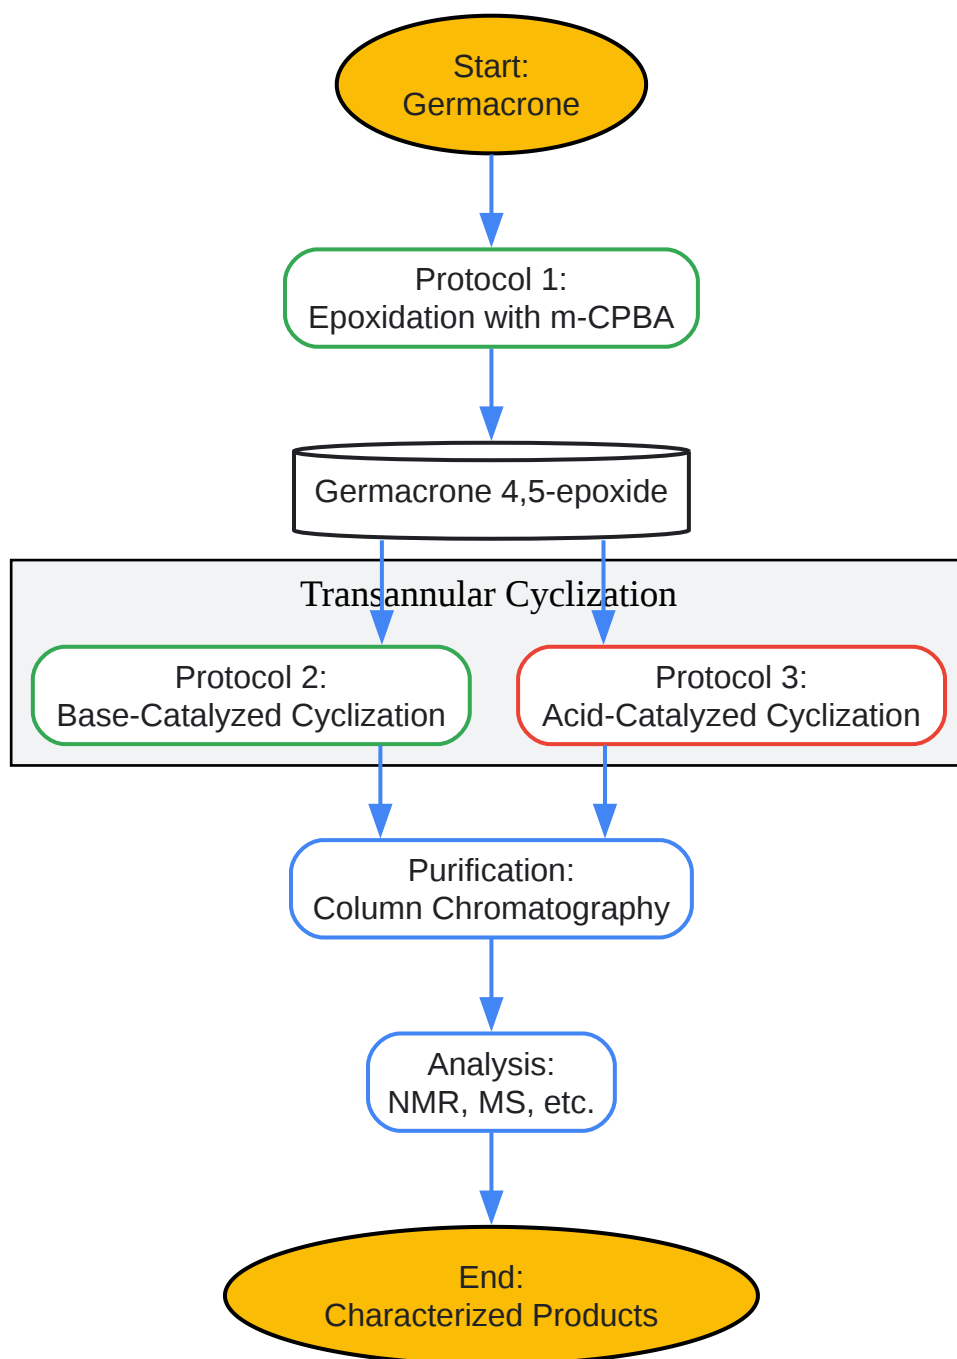 Start:
Germacrone
Protocol 1:
Epoxidation with m-CPBA
Germacrone 4,5-epoxide
Transannular Cyclization
Protocol 2:
Base-Catalyzed Cyclization
Protocol 3:
Acid-Catalyzed Cyclization
Purification:
Column Chromatography
Analysis:
NMR, MS, etc.
End:
Characterized Products